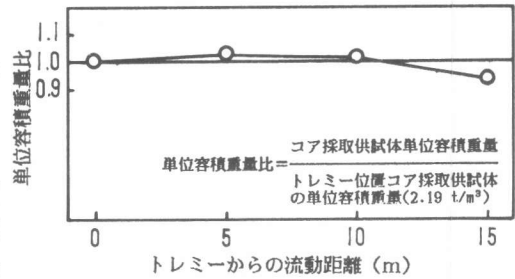 単位容積重量比
1.1
1.0
0.9
単位容積重量比=
コア採取供試体単位容積重量
トレミー位置コア採取供試体
の単位容積重量(2.19 t/m³)
0 5 10 15
トレミーからの流動距離 (m)